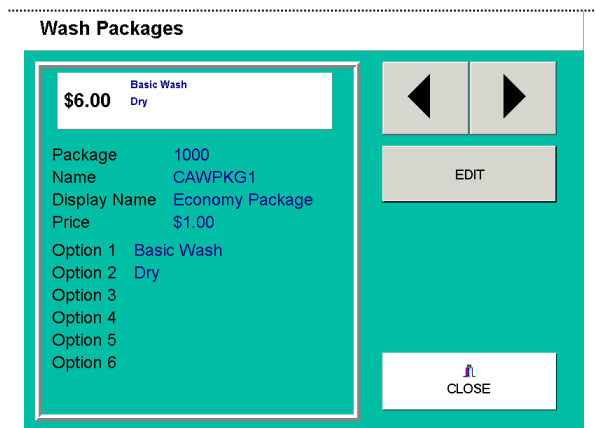 Wash Packages
$6.00 Basic Wash
Dry
Package 1000
Name CAWPKG1
Display Name Economy Package
Price $1.00
Option 1 Basic Wash
Option 2 Dry
Option 3
Option 4
Option 5
Option 6
EDIT
CLOSE